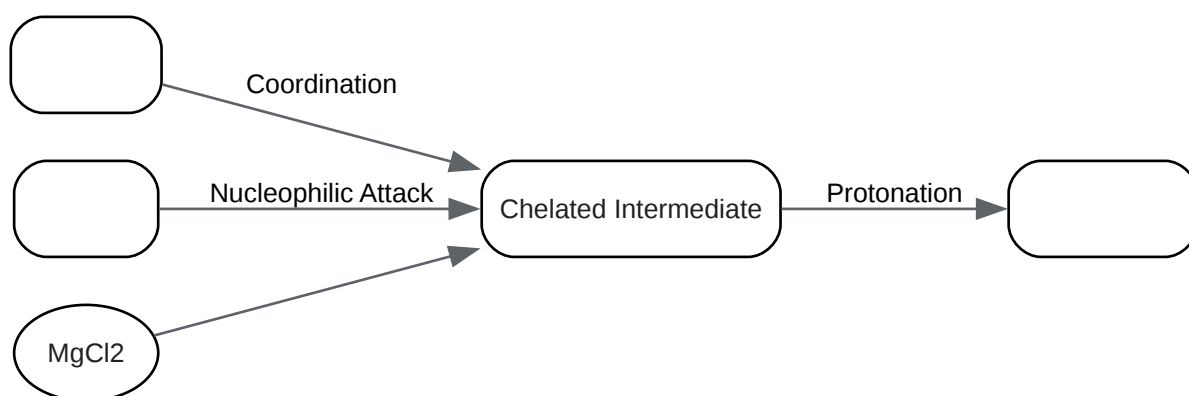 Coordination
Nucleophilic Attack
Chelated Intermediate
Protonation
MgCl2